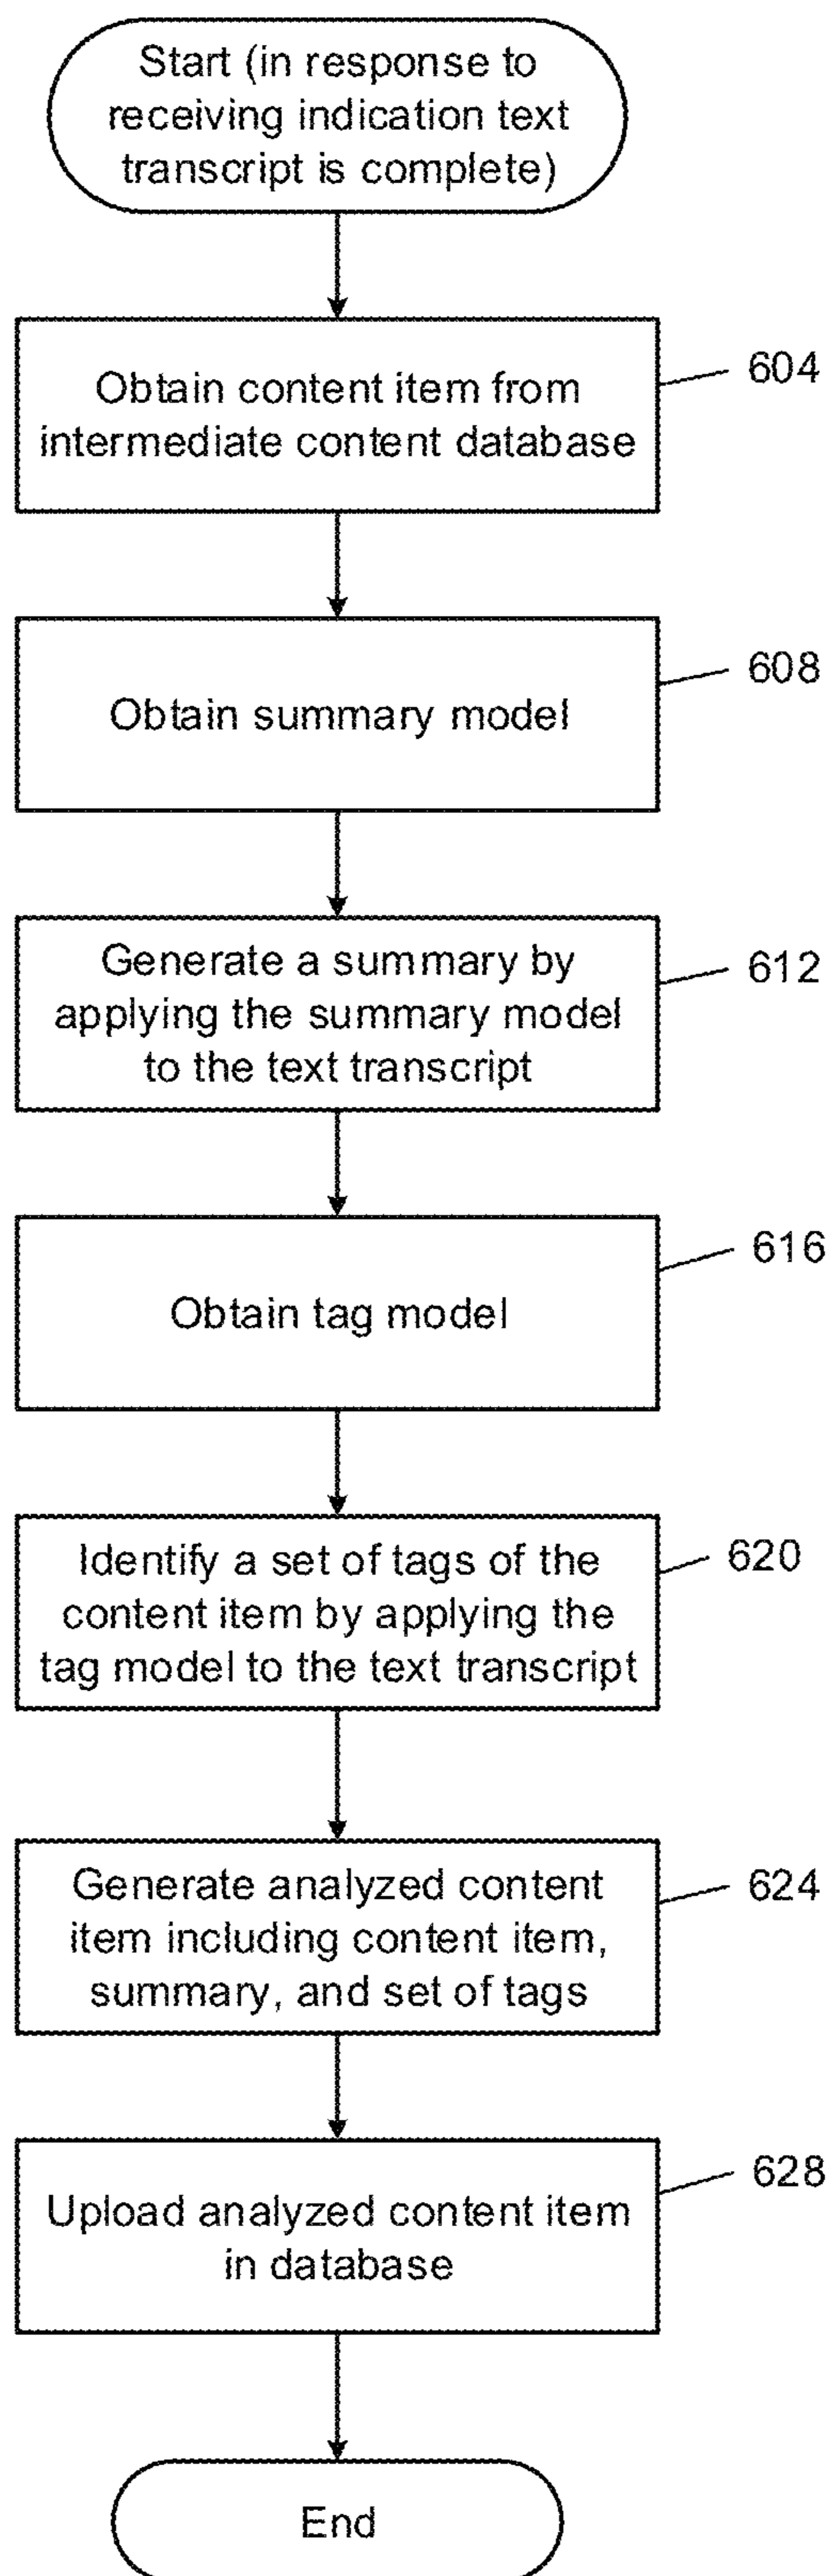 Start (in response to
receiving indication text
transcript is complete)
Obtain content item from
intermediate content database
604
Obtain summary model
608
Generate a summary by
applying the summary model
to the text transcript
612
Obtain tag model
616
Identify a set of tags of the
content item by applying the
tag model to the text transcript
620
Generate analyzed content
item including content item,
summary, and set of tags
624
Upload analyzed content item
in database
628
End